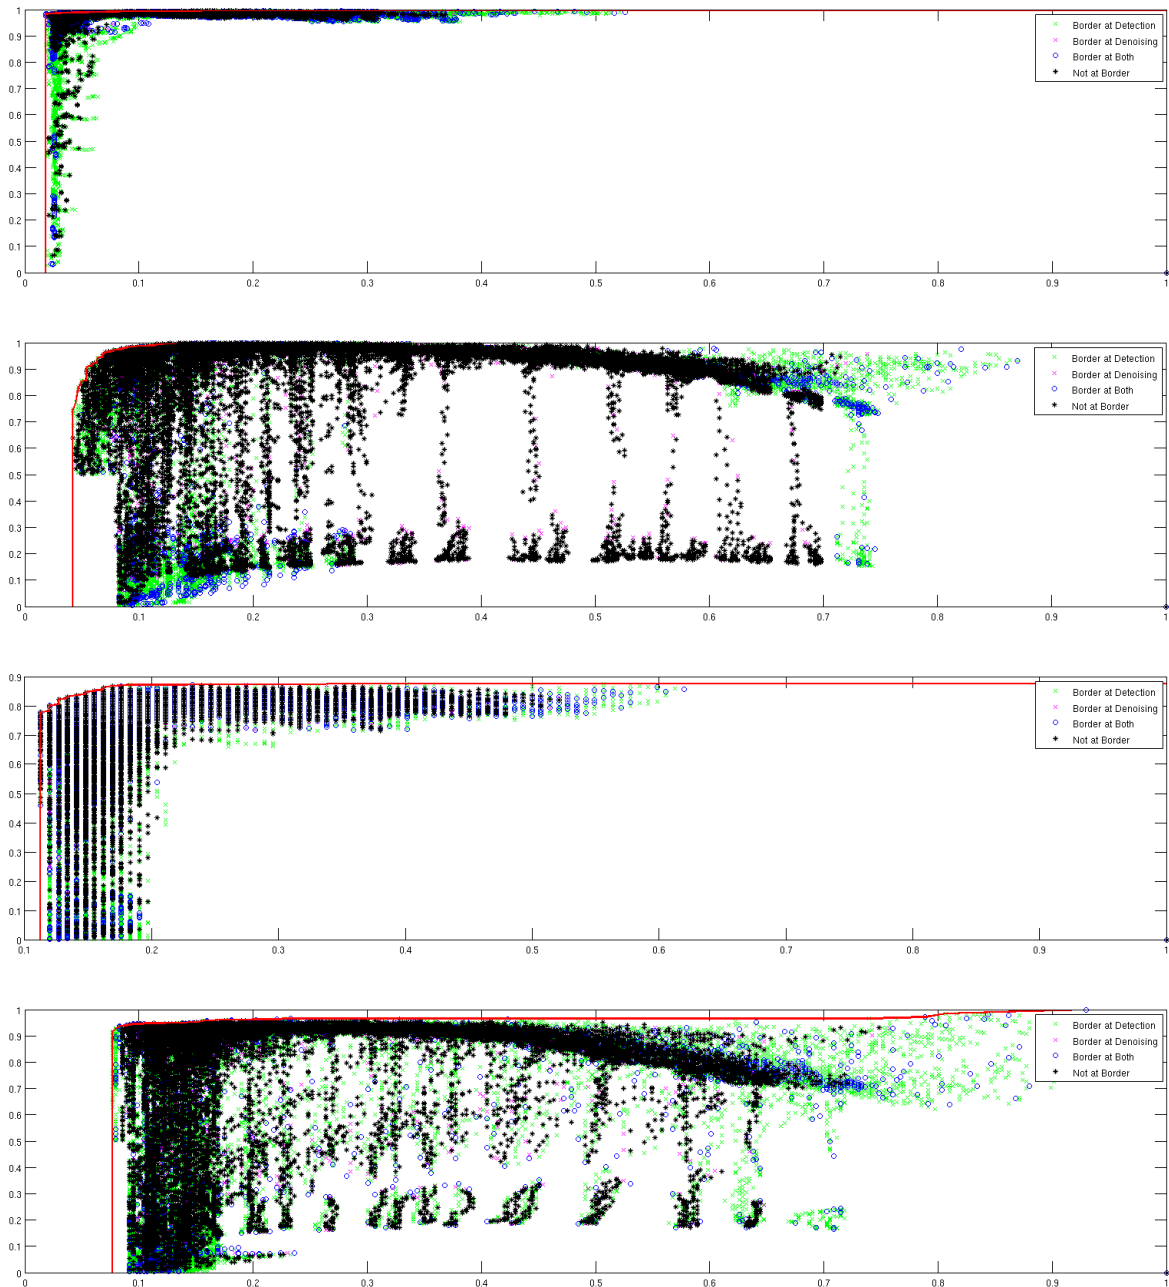 1
0.9
0.8
0.7
0.6
0.5
0.4
0.3
0.2
0.1
0
0 0.1 0.2 0.3 0.4 0.5 0.6 0.7 0.8 0.9 1
Border at Detection
Border at Denoising
Border at Both
Not at Border
1
0.9
0.8
0.7
0.6
0.5
0.4
0.3
0.2
0.1
0
0 0.1 0.2 0.3 0.4 0.5 0.6 0.7 0.8 0.9 1
Border at Detection
Border at Denoising
Border at Both
Not at Border
0.9
0.8
0.7
0.6
0.5
0.4
0.3
0.2
0.1
0
0.1 0.2 0.3 0.4 0.5 0.6 0.7 0.8 0.9 1
Border at Detection
Border at Denoising
Border at Both
Not at Border
1
0.9
0.8
0.7
0.6
0.5
0.4
0.3
0.2
0.1
0
0 0.1 0.2 0.3 0.4 0.5 0.6 0.7 0.8 0.9 1
Border at Detection
Border at Denoising
Border at Both
Not at Border